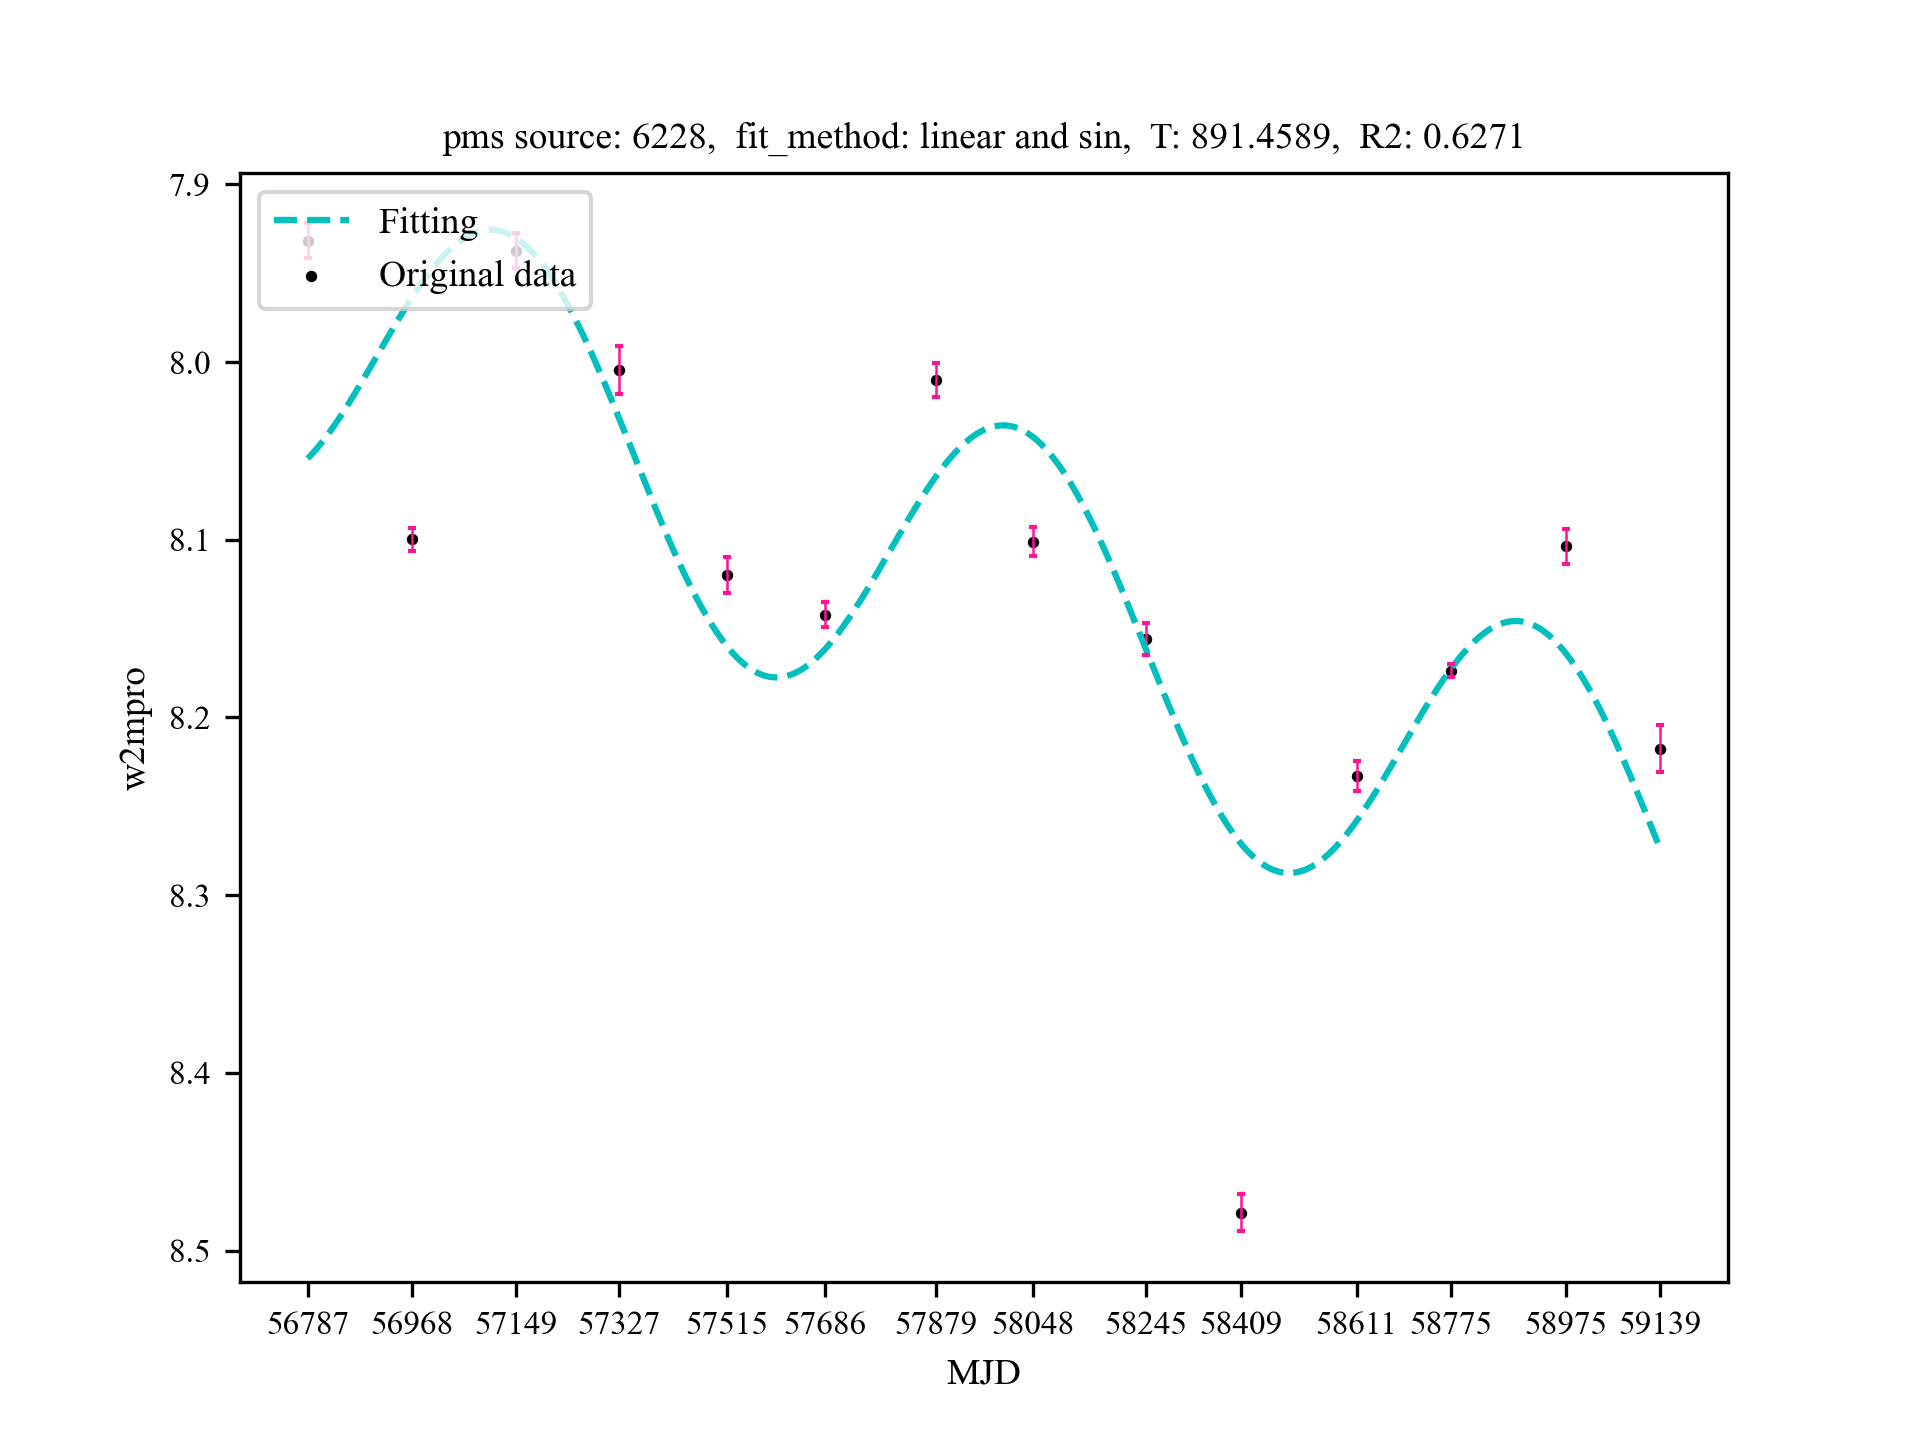 pms source: 6228, fit_method: linear and sin, T: 891.4589, R2: 0.6271
Fitting
Original data
7.9
8.0
8.1
8.2
8.3
8.4
8.5
w2mpro
56787 56968 57149 57327 57515 57686 57879 58048 58245 58409 58611 58775 58975 59139
MJD